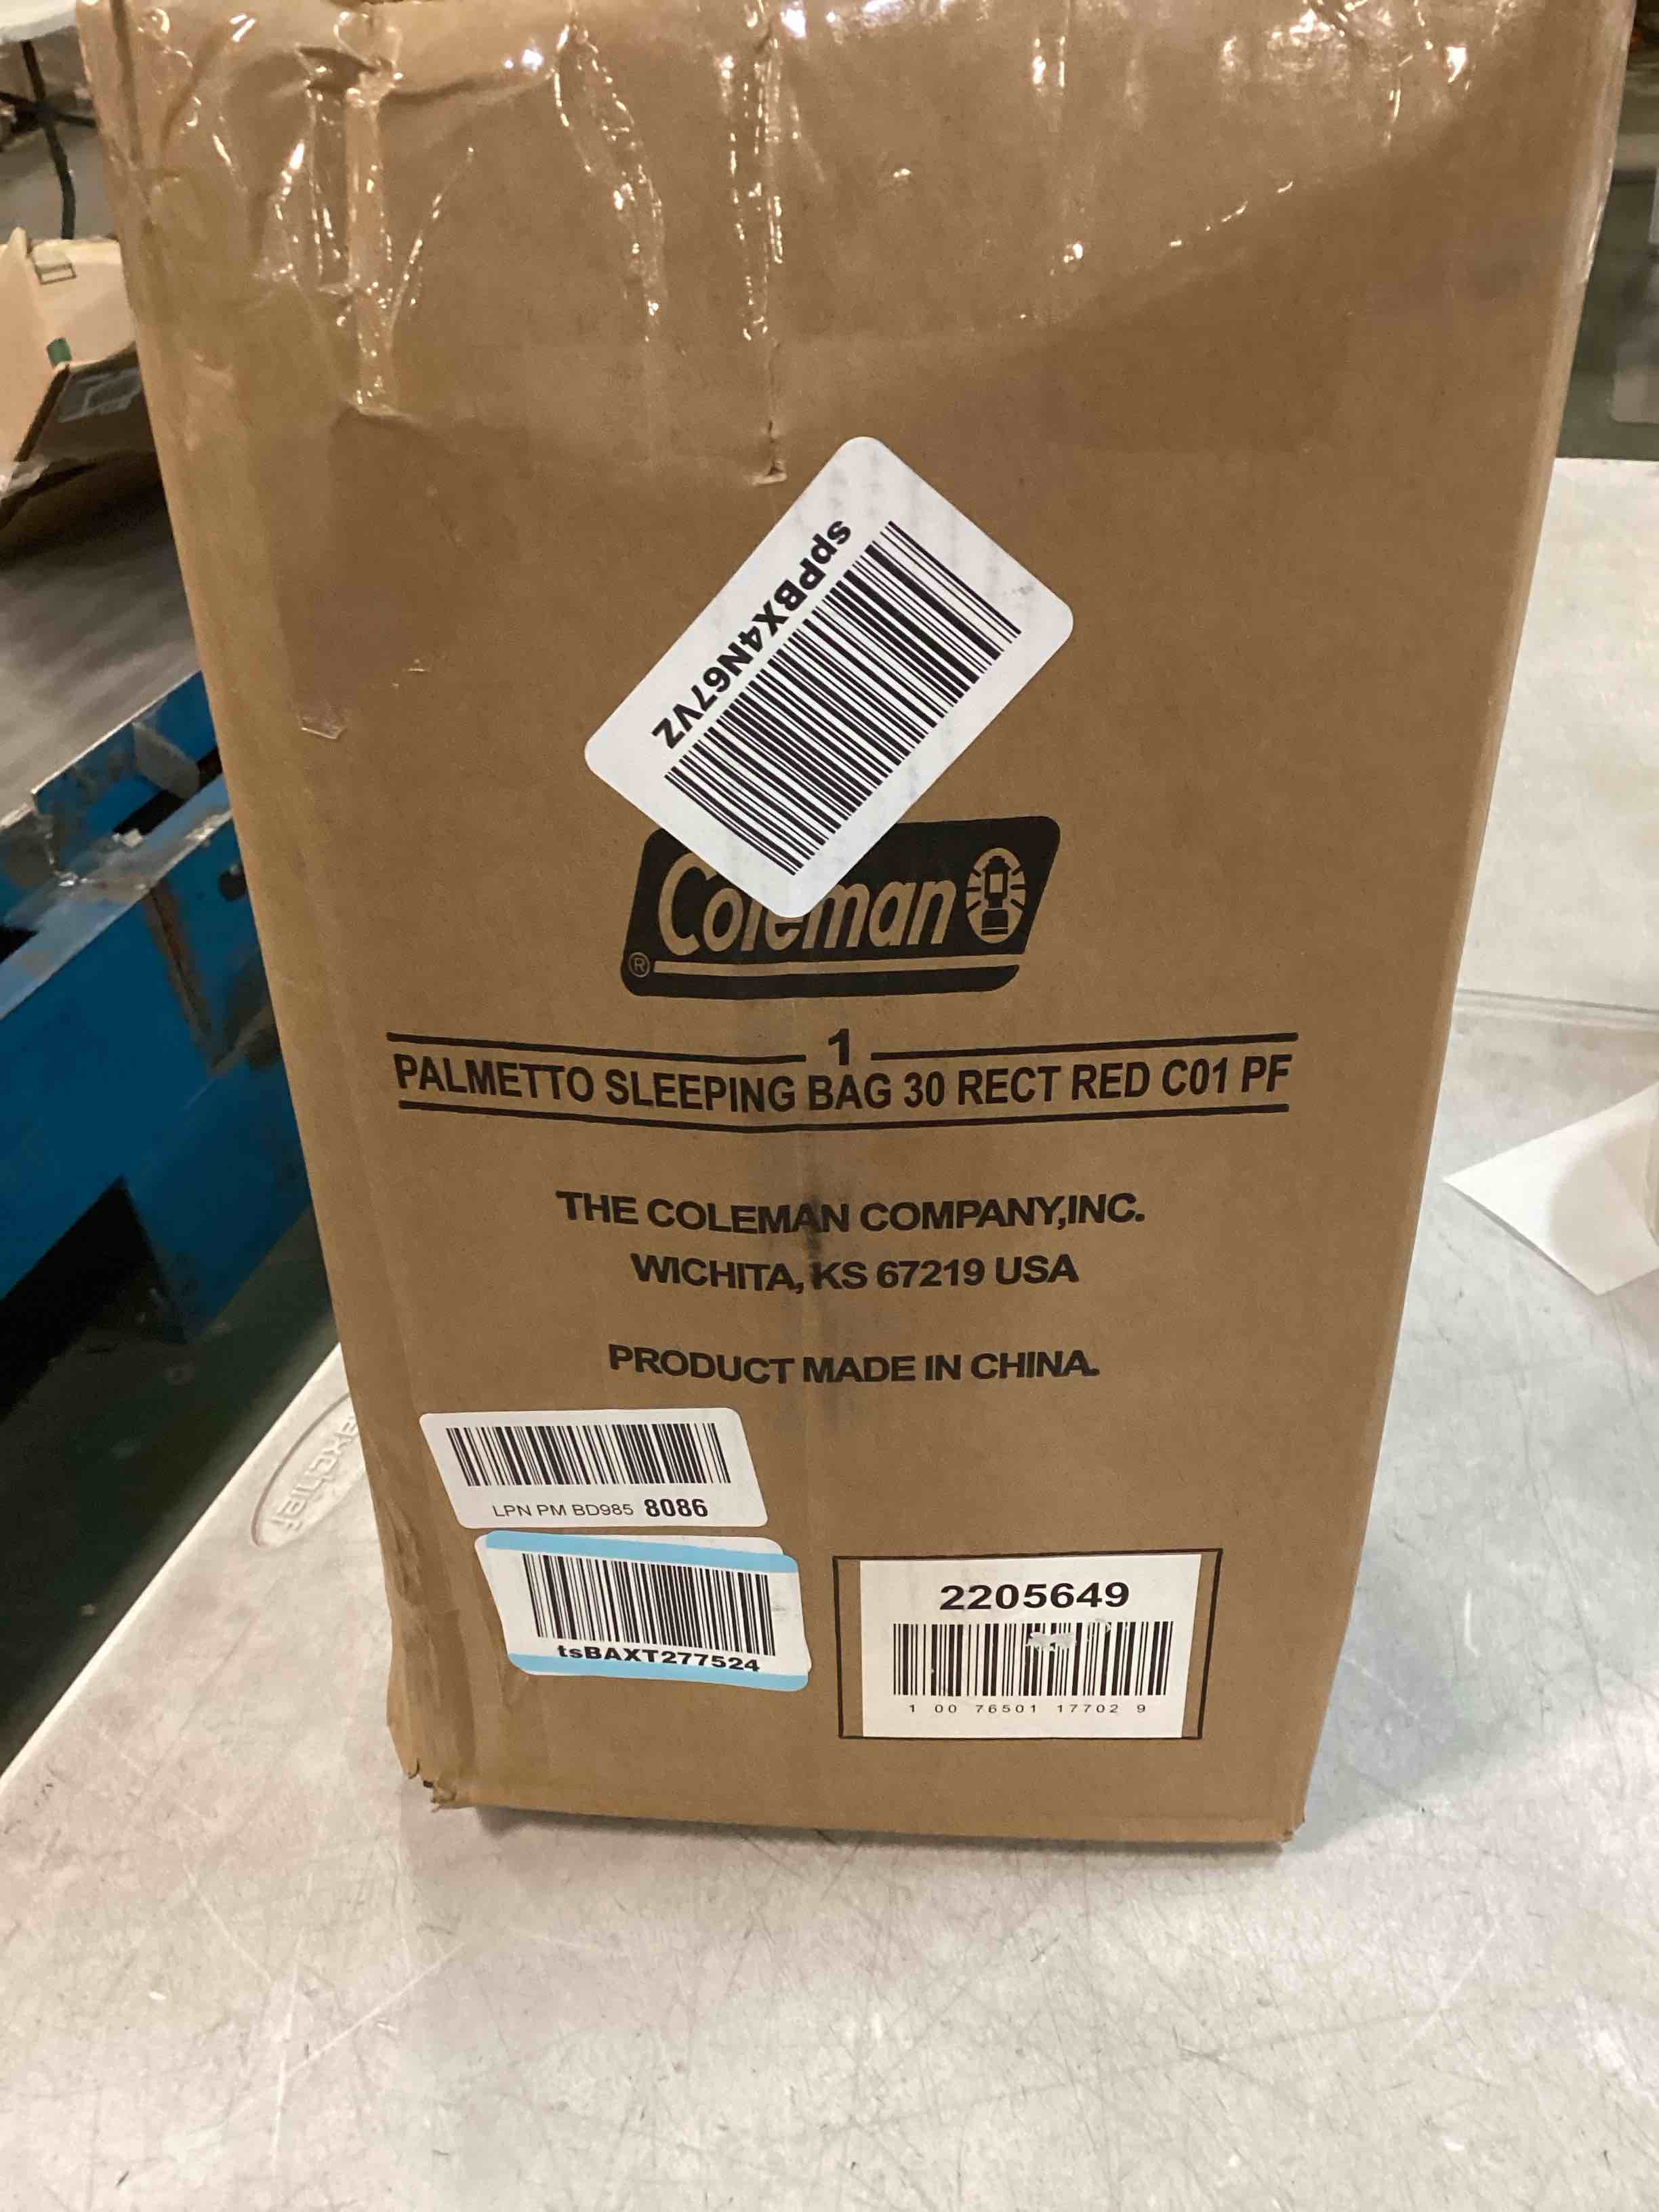 spPBX4N67VZ
Coleman
®
1
PALMETTO SLEEPING BAG 30 RECT RED C01 PF
THE COLEMAN COMPANY,INC.
WICHITA, KS 67219 USA
PRODUCT MADE IN CHINA.
LPN PM BD985 8086
tsBAXT277524
2205649
1 00 76501 17702 9